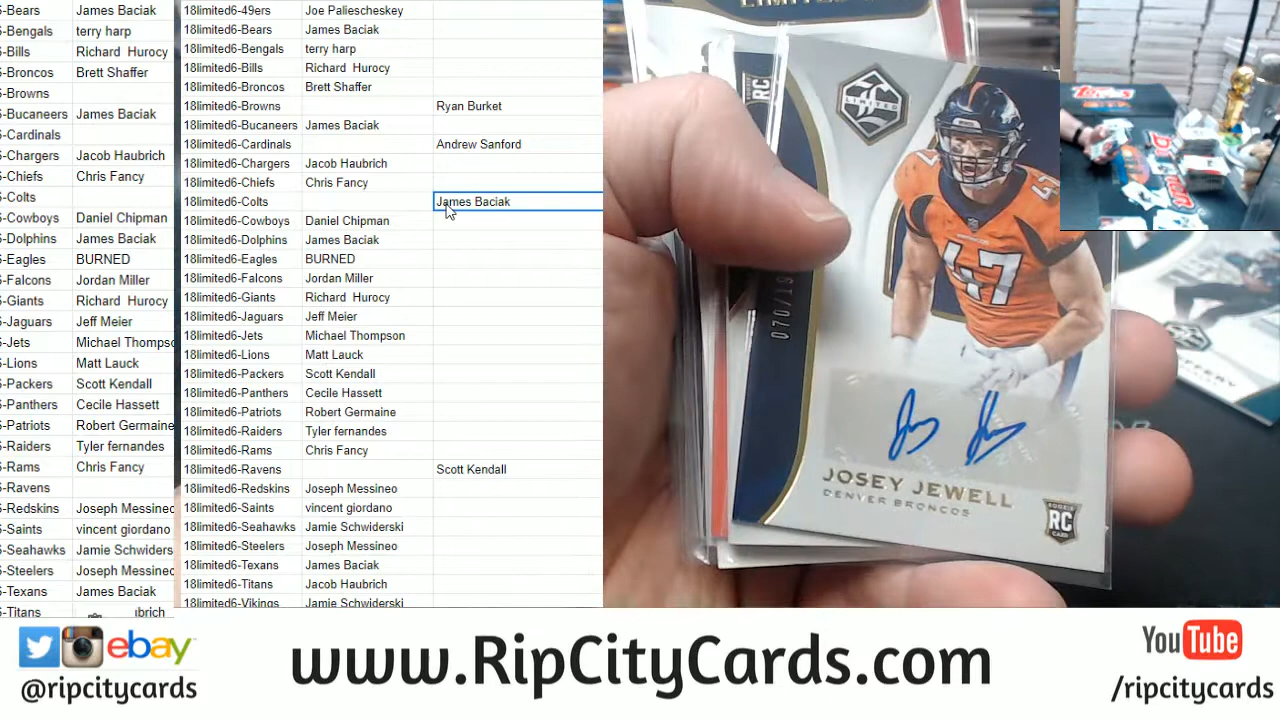 -Bears James Baciak
-Bengals terry harp
-Bills Richard Hurocy
-Broncos Brett Shaffer
-Browns
-Bucaneers James Baciak
-Cardinals
-Chargers Jacob Haubrich
-Chiefs Chris Fancy
-Colts
-Cowboys Daniel Chipman
-Dolphins James Baciak
-Eagles BURNED
-Falcons Jordan Miller
-Giants Richard Hurocy
-Jaguars Jeff Meier
-Jets Michael Thompso
-Lions Matt Lauck
-Packers Scott Kendall
-Panthers Cecile Hassett
-Patriots Robert Germaine
-Raiders Tyler fernandes
-Rams Chris Fancy
-Ravens
-Redskins Joseph Messineo
-Saints vincent giordano
-Seahawks Jamie Schwiders
-Steelers Joseph Messineo
-Texans James Baciak
-Titans brich
18limited6-49ers Joe Paliescheskey
18limited6-Bears James Baciak
18limited6-Bengals terry harp
18limited6-Bills Richard Hurocy
18limited6-Broncos Brett Shaffer
18limited6-Browns Ryan Burket
18limited6-Bucaneers James Baciak
18limited6-Cardinals Andrew Sanford
18limited6-Chargers Jacob Haubrich
18limited6-Chiefs Chris Fancy
18limited6-Colts James Baciak
18limited6-Cowboys Daniel Chipman
18limited6-Dolphins James Baciak
18limited6-Eagles BURNED
18limited6-Falcons Jordan Miller
18limited6-Giants Richard Hurocy
18limited6-Jaguars Jeff Meier
18limited6-Jets Michael Thompson
18limited6-Lions Matt Lauck
18limited6-Packers Scott Kendall
18limited6-Panthers Cecile Hassett
18limited6-Patriots Robert Germaine
18limited6-Raiders Tyler fernandes
18limited6-Rams Chris Fancy
18limited6-Ravens Scott Kendall
18limited6-Redskins Joseph Messineo
18limited6-Saints vincent giordano
18limited6-Seahawks Jamie Schwiderski
18limited6-Steelers Joseph Messineo
18limited6-Texans James Baciak
18limited6-Titans Jacob Haubrich
18limited6-Vikings Jamie Schwiderski
RC
LIMITED
47
47
JOSEY JEWELL
DENVER BRONCOS
ROOKIE
RC
CARD
Topps
ebay
@ripcitycards
www.RipCityCards.com
YouTube
/ripcitycards